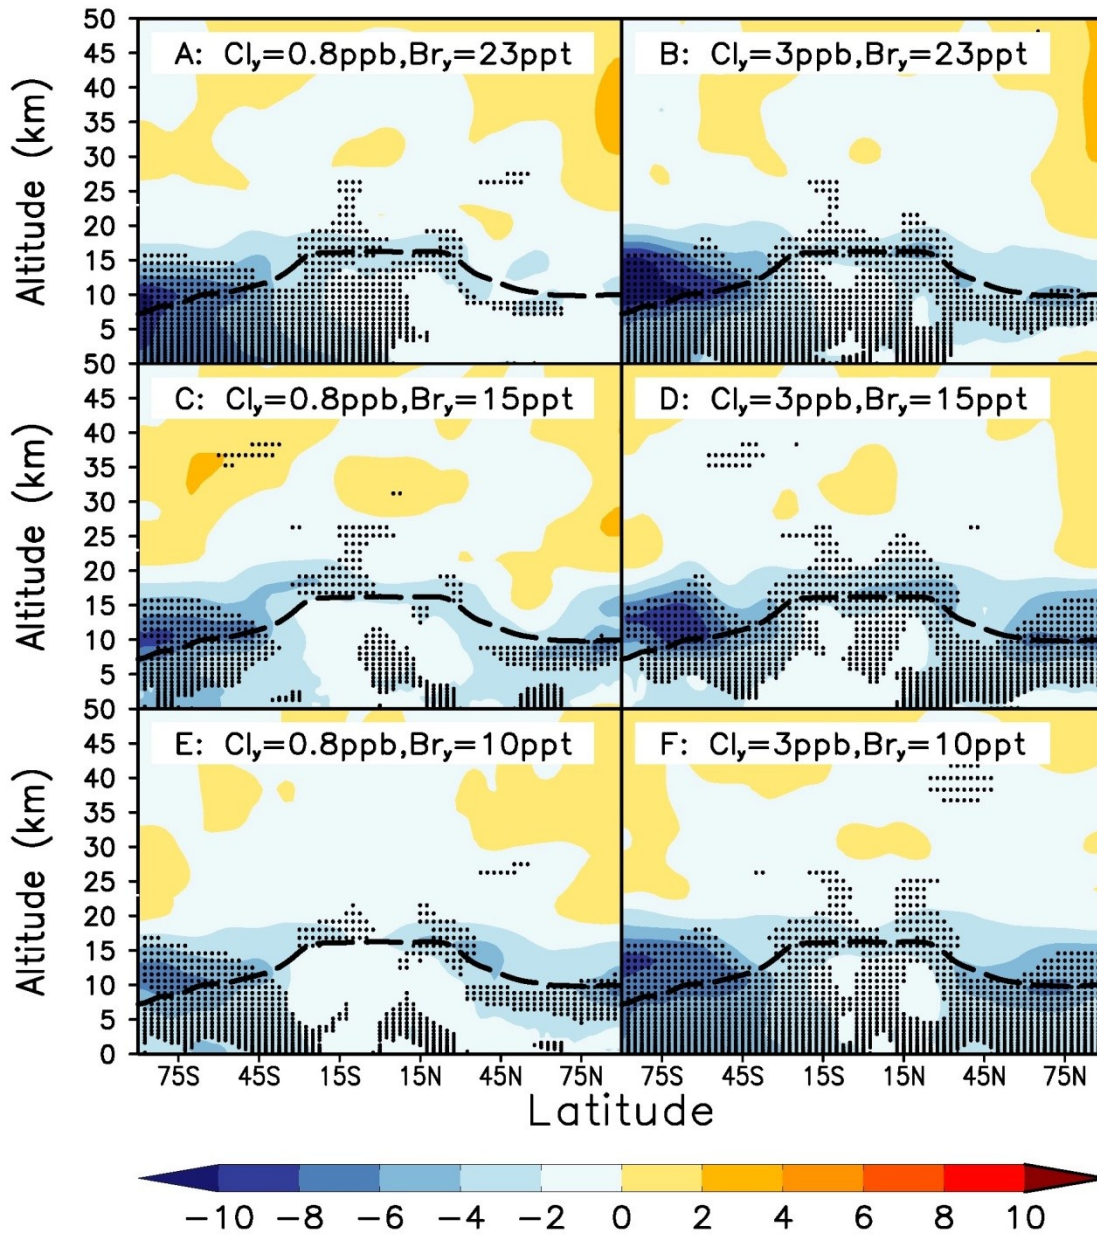 50
45
40
35
30
25
20
15
10
5
Altitude (km)
A: Cly=0.8ppb,Bry=23ppt
B: Cly=3ppb,Bry=23ppt
50
45
40
35
30
25
20
15
10
5
Altitude (km)
C: Cly=0.8ppb,Bry=15ppt
D: Cly=3ppb,Bry=15ppt
50
45
40
35
30
25
20
15
10
5
0
Altitude (km)
E: Cly=0.8ppb,Bry=10ppt
F: Cly=3ppb,Bry=10ppt
75S 45S 15S 15N 45N 75N 75S 45S 15S 15N 45N 75N
Latitude
−10 −8 −6 −4 −2 0 2 4 6 8 10